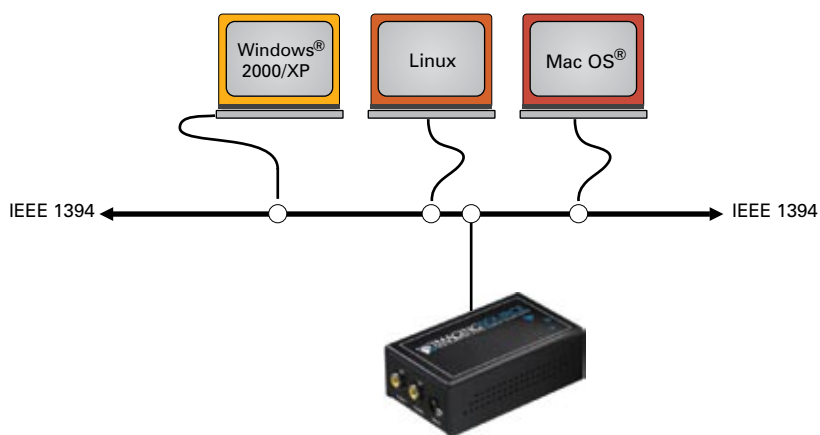 Windows®
2000/XP
Linux
Mac OS®
IEEE 1394
IEEE 1394